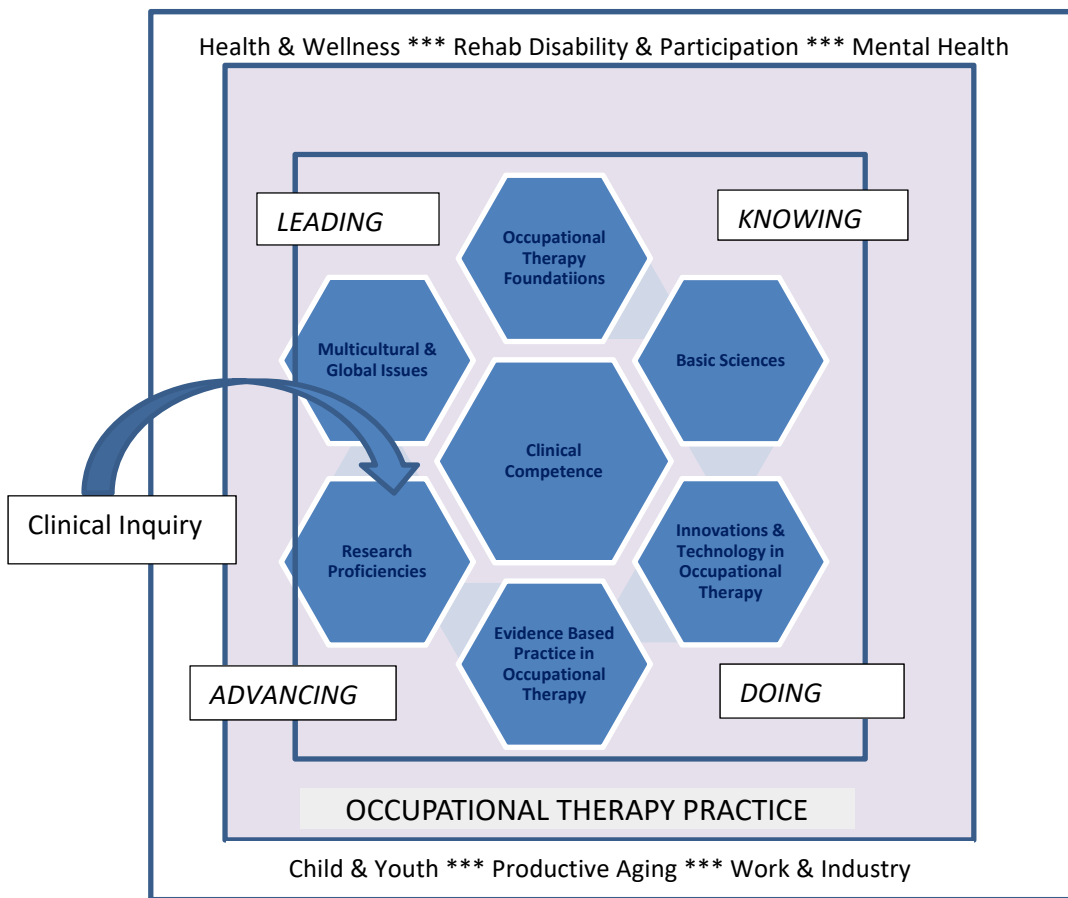 Health & Wellness *** Rehab Disability & Participation *** Mental Health
LEADING
KNOWING
Occupational
Therapy
Foundatiions
Multicultural &
Global Issues
Basic Sciences
Clinical
Competence
Clinical Inquiry
Research
Proficiencies
Innovations &
Technology in
Occupational
Therapy
Evidence Based
Practice in
Occupational
Therapy
ADVANCING
DOING
OCCUPATIONAL THERAPY PRACTICE
Child & Youth *** Productive Aging *** Work & Industry